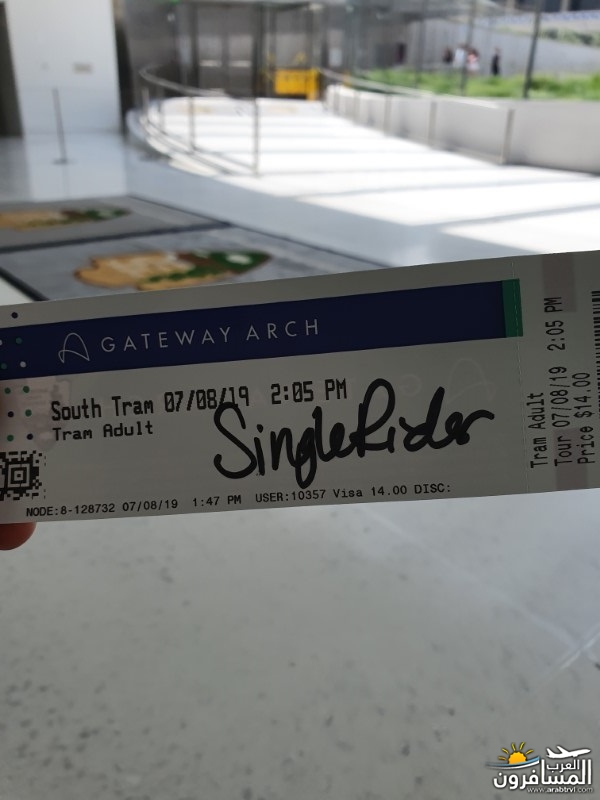 GATEWAY ARCH
South Tram 07/08/19 2:05 PM
Tram Adult
SingleRider
NODE:8-128732 07/08/19 1:47 PM USER:10357 Visa 14.00 DISC:
Tram Adult
Tour 07/08/19 2:05 PM
Price $14.00
العرب
المسافرون
www.arabtrvl.com